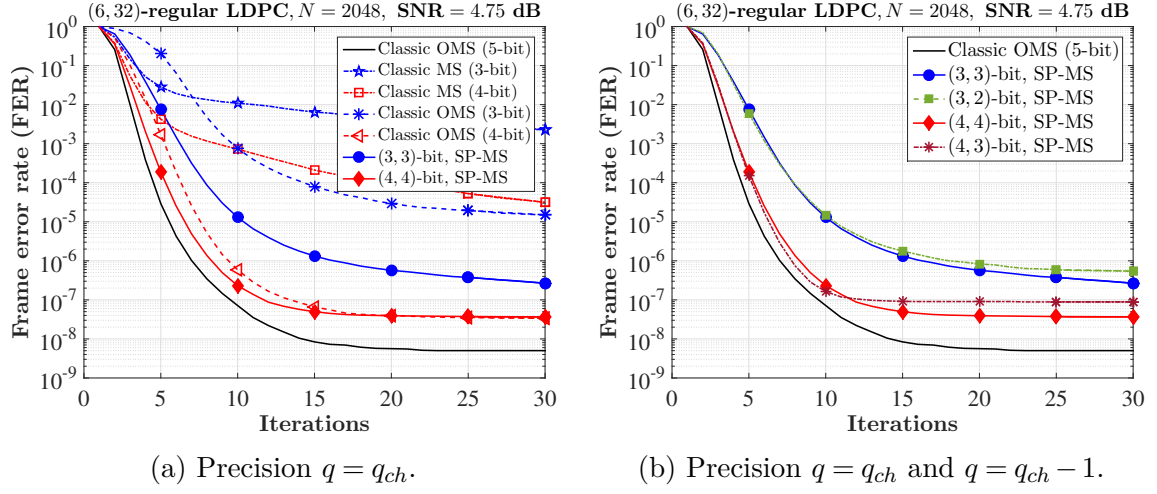 (6, 32)-regular LDPC, N = 2048, SNR = 4.75 dB
Frame error rate (FER)
10^0
10^-1
10^-2
10^-3
10^-4
10^-5
10^-6
10^-7
10^-8
10^-9
Classic OMS (5-bit)
Classic MS (3-bit)
Classic MS (4-bit)
Classic OMS (3-bit)
Classic OMS (4-bit)
(3, 3)-bit, SP-MS
(4, 4)-bit, SP-MS
0 5 10 15 20 25 30
Iterations
(a) Precision q = q_ch.
(6, 32)-regular LDPC, N = 2048, SNR = 4.75 dB
Frame error rate (FER)
10^0
10^-1
10^-2
10^-3
10^-4
10^-5
10^-6
10^-7
10^-8
10^-9
Classic OMS (5-bit)
(3, 3)-bit, SP-MS
(3, 2)-bit, SP-MS
(4, 4)-bit, SP-MS
(4, 3)-bit, SP-MS
0 5 10 15 20 25 30
Iterations
(b) Precision q = q_ch and q = q_ch − 1.